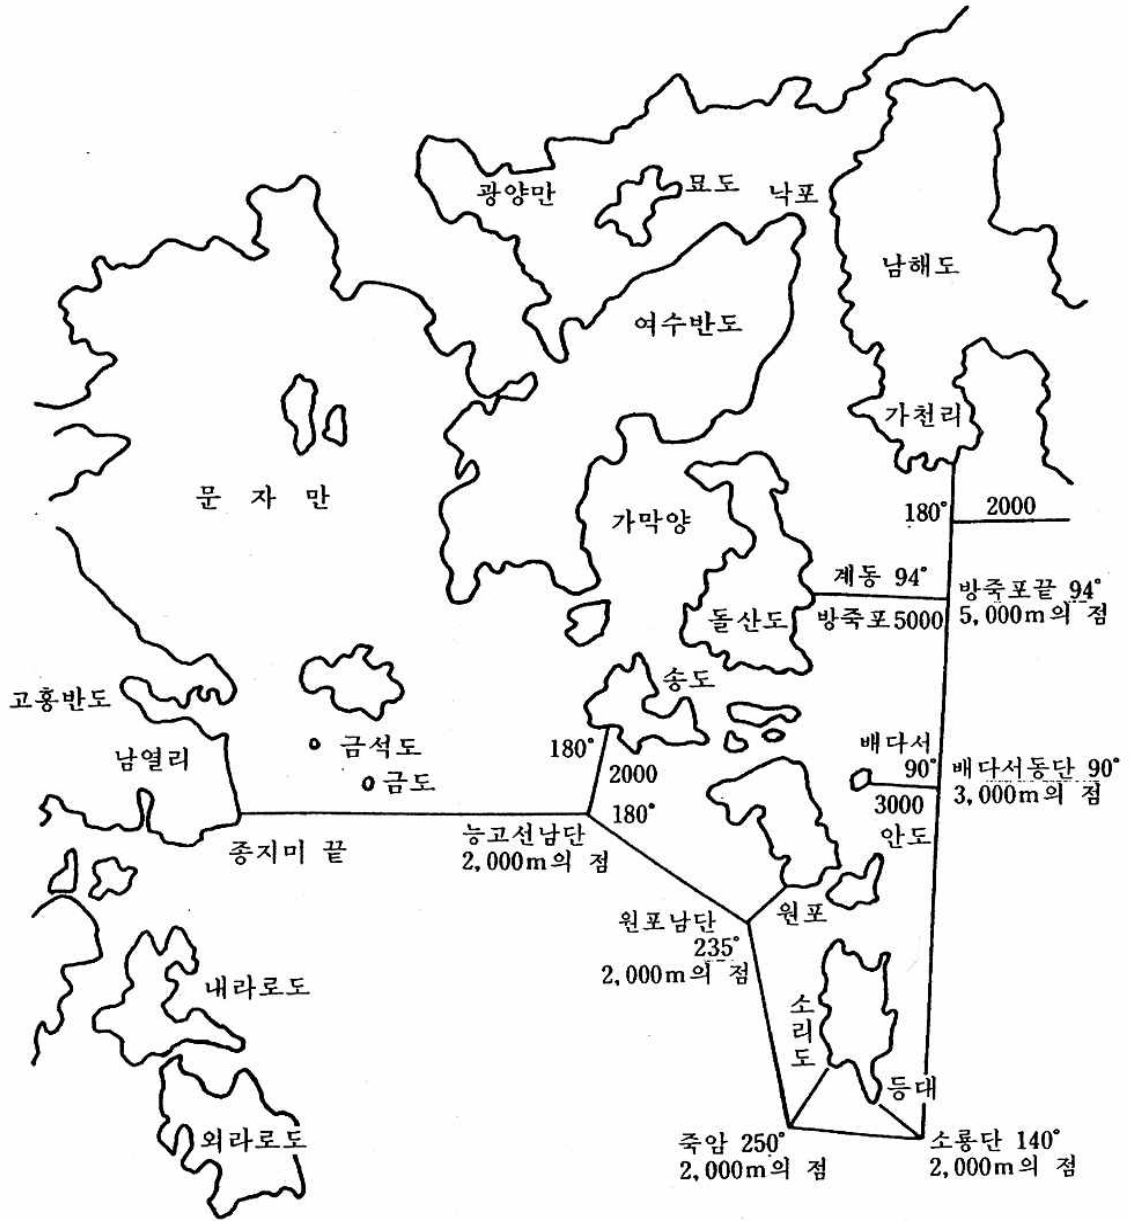 광양만
묘도
낙포
남해도
여수반도
가천리
문 자 만
가막양
180° 2000
계동 94°
방죽포 5000
방죽포끝 94°
5,000m의 점
돌산도
고흥반도
송도
남열리
금석도
금도
180°
2000
180°
배다서
90°
3000
배다서동단 90°
3,000m의 점
안도
종지미 끝
능고선남단
2,000m의 점
원포
원포남단
235°
2,000m의 점
내라로도
소리도
등대
외라로도
죽암 250°
2,000m의 점
소룡단 140°
2,000m의 점